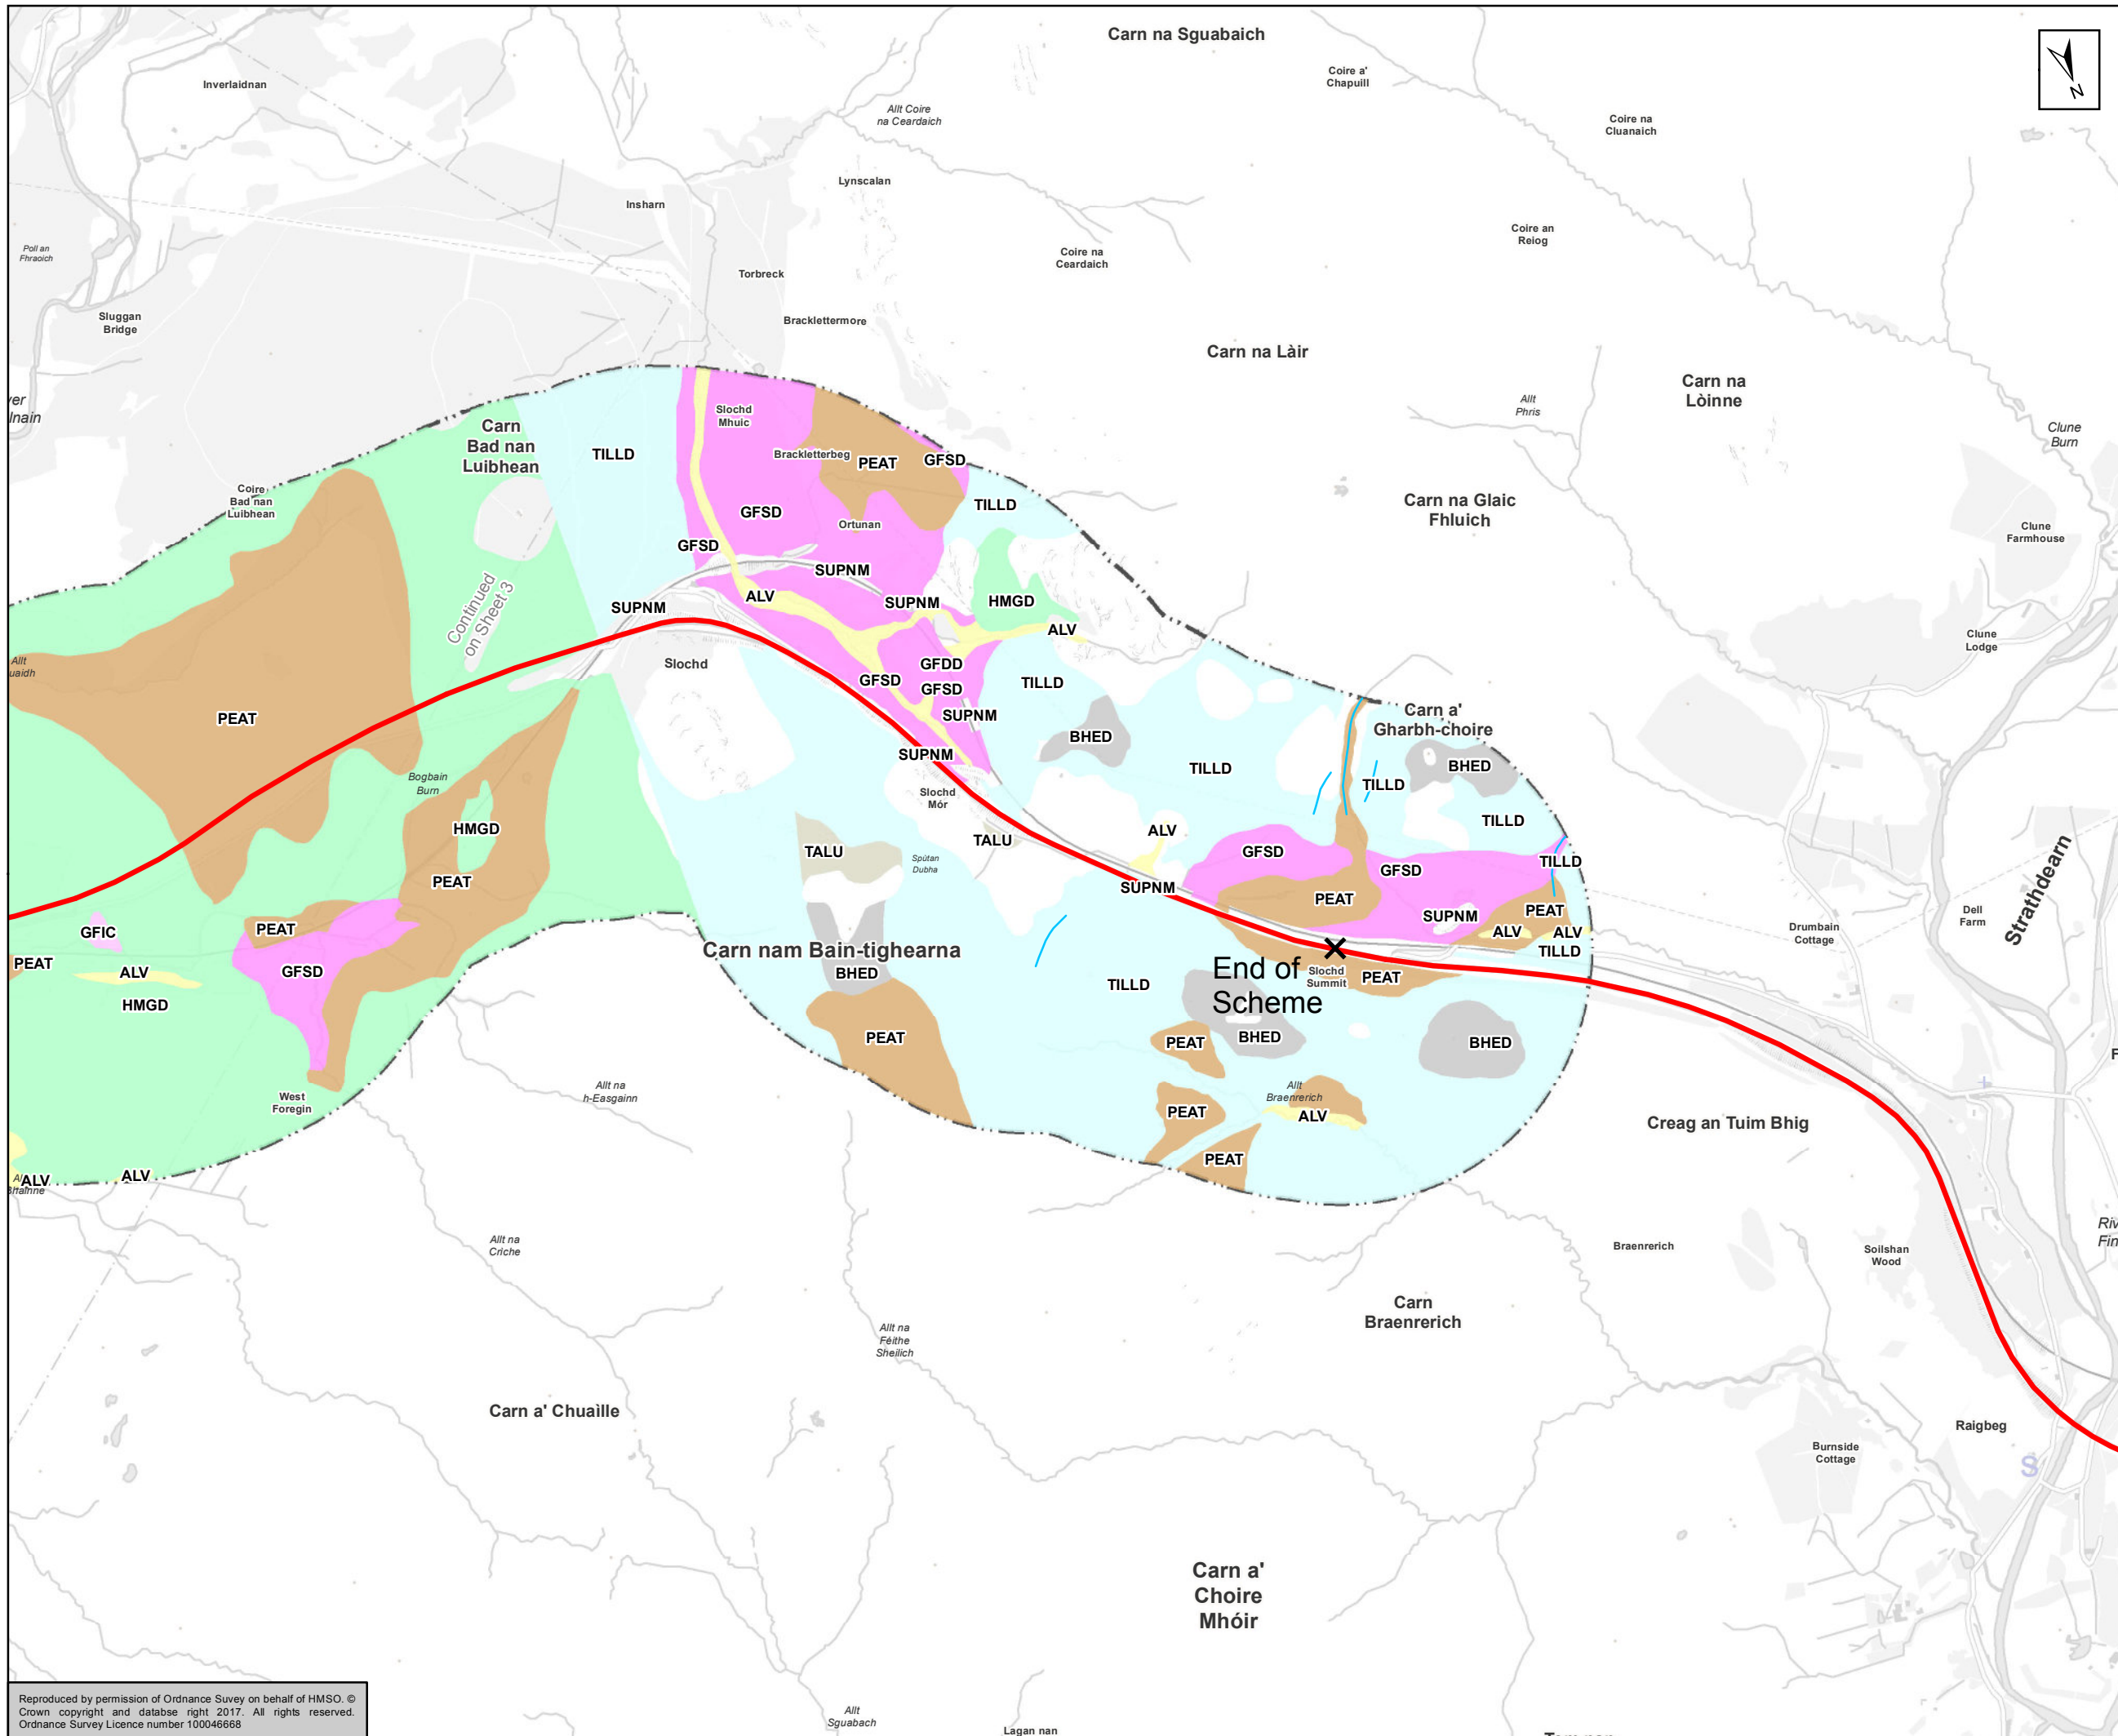 Carn na Sguabaich
Inverlaidnan
Coire a'
Chapuill
N
Allt Coire
na Ceardaich
Coire na
Cluanaich
Lynscalan
Insharn
Poll an
Fhraoich
Coire na
Ceardaich
Coire an
Reiog
Torbreck
Sluggan
Bridge
Bracklettermore
Carn na Làir
Carn na
Lòinne
Allt
Phris
Clune
Burn
Carn
Bad nan
Luibhean
TILLD
Slochd
Mhuic
Brackletterbeg
PEAT
GFSD
Coire
Bad nan
Luibhean
GFSD
Ortunan
TILLD
Carn na Glaic
Fhluich
Clune
Farmhouse
GFSD
SUPNM
Continued
on Sheet 3
SUPNM
ALV
SUPNM
HMGD
ALV
Clune
Lodge
Allt
Slochd
GFDD
GFSD
GFSD
TILLD
PEAT
SUPNM
BHED
Carn a'
Gharbh-choire
SUPNM
TILLD
BHED
TILLD
Bogbain
Burn
Slochd
Mór
HMGD
TALU
TALU
ALV
TILLD
Spùtan
Dubha
GFSD
GFSD
TILLD
PEAT
SUPNM
PEAT
SUPNM
PEAT
Strathdearn
GFIC
PEAT
Drumbain
Cottage
Dell
Farm
ALV
ALV
TILLD
PEAT
ALV
GFSD
Carn nam Bain-tighearna
BHED
End of
Scheme
Slochd
Summit
PEAT
TILLD
HMGD
PEAT
PEAT
BHED
BHED
West
Foregin
Allt na
h-Easgainn
PEAT
Allt
Braenrerich
ALV
Creag an Tuim Bhig
PEAT
ALV
ALV
Allt na
Criche
Braenrerich
Soilshan
Wood
Carn
Braenrerich
Allt na
Féithe
Sheilich
Carn a' Chuaille
Raigbeg
Burnside
Cottage
S
Carn a'
Choire
Mhóir
Reproduced by permission of Ordnance Suvey on behalf of HMSO. ©
Crown copyright and databse right 2017. All rights reserved.
Ordnance Survey Licence number 100046668
Allt
Sguabach
Lagan nan